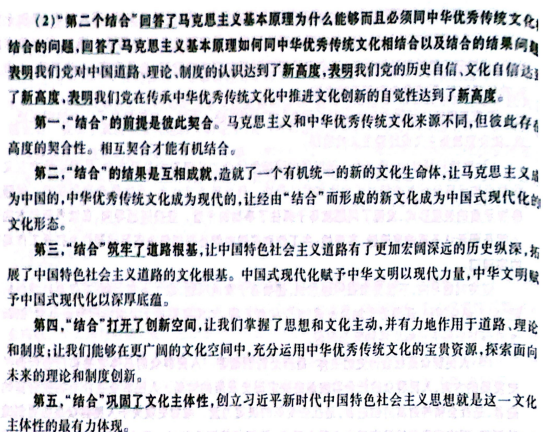 (2)“第二个结合”回答了马克思主义基本原理为什么能够而且必须同中华优秀传统文化
结合的问题,回答了马克思主义基本原理如何同中华优秀传统文化相结合以及结合的结果问题
表明我们党对中国道路、理论、制度的认识达到了新高度,表明我们党的历史自信、文化自信达到
了新高度,表明我们党在传承中华优秀传统文化中推进文化创新的自觉性达到了新高度。
第一,“结合”的前提是彼此契合。马克思主义和中华优秀传统文化来源不同,但彼此存在
高度的契合性。相互契合才能有机结合。
第二,“结合”的结果是互相成就,造就了一个有机统一的新的文化生命体,让马克思主义成
为中国的,中华优秀传统文化成为现代的,让经由“结合”而形成的新文化成为中国式现代化的
文化形态。
第三,“结合”筑牢了道路根基,让中国特色社会主义道路有了更加宏阔深远的历史纵深,拓
展了中国特色社会主义道路的文化根基。中国式现代化赋予中华文明以现代力量,中华文明赋
予中国式现代化以深厚底蕴。
第四,“结合”打开了创新空间,让我们掌握了思想和文化主动,并有力地作用于道路、理论
和制度;让我们能够在更广阔的文化空间中,充分运用中华优秀传统文化的宝贵资源,探索面向
未来的理论和制度创新。
第五,“结合”巩固了文化主体性,创立习近平新时代中国特色社会主义思想就是这一文化
主体性的最有力体现。